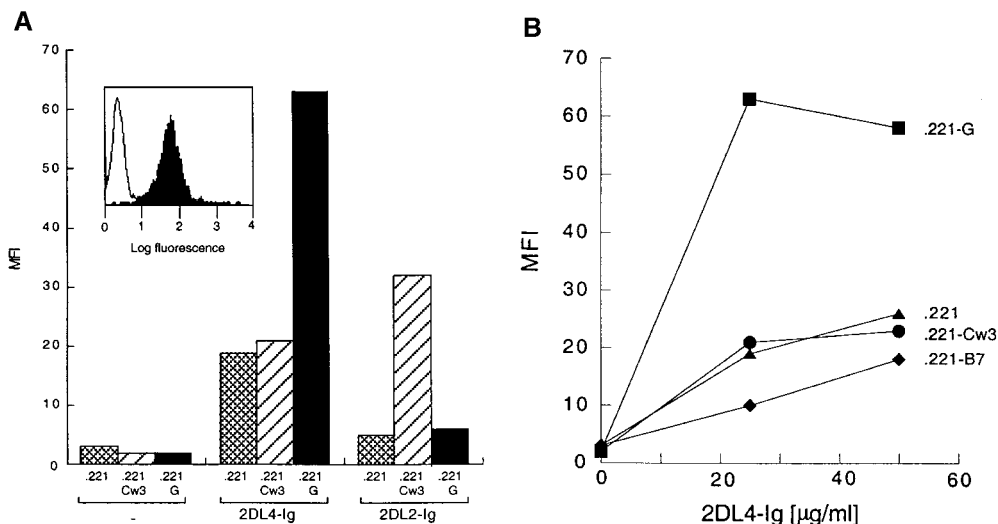 A
70
60
50
40
30
20
10
0
MFI
0 1 2 3 4
Log fluorescence
.221 .221 .221 .221 .221 .221 .221 .221 .221
Cw3 G Cw3 G Cw3 G
- 2DL4-Ig 2DL2-Ig
B
70
60
50
40
30
20
10
0
MFI
.221-G
.221
.221-Cw3
.221-B7
0 20 40 60
2DL4-Ig [µg/ml]